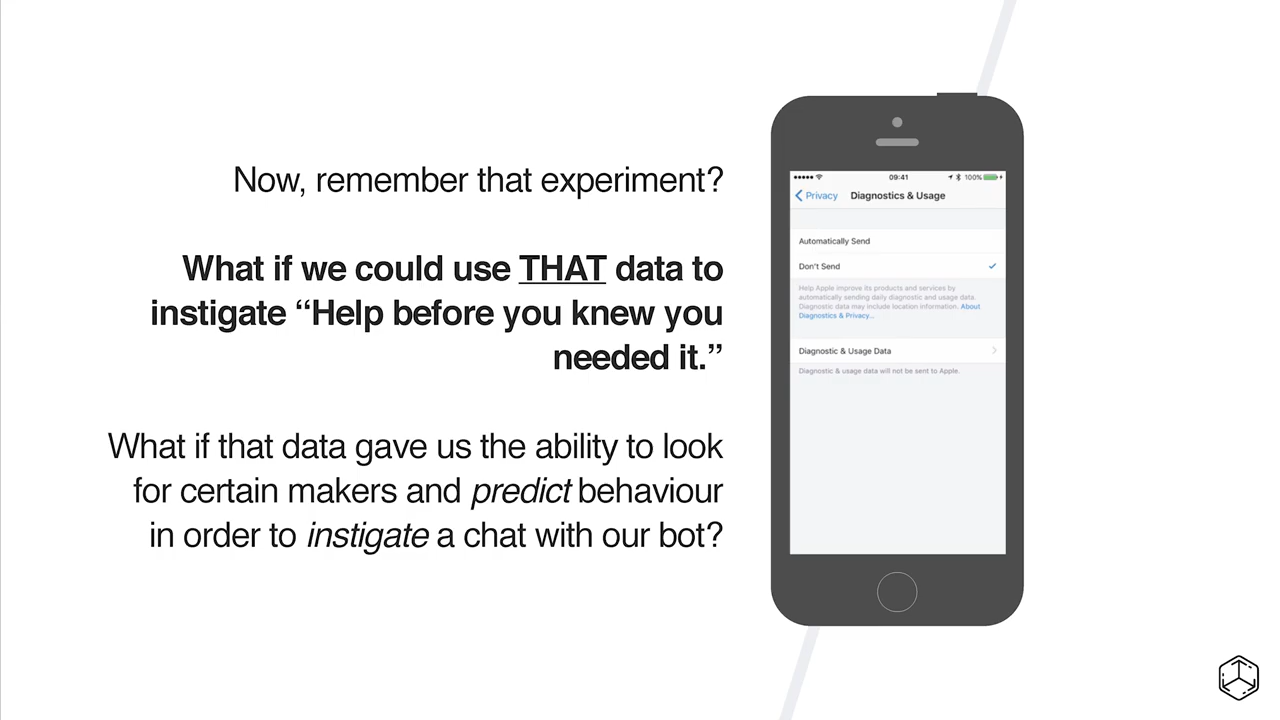 Now, remember that experiment?
What if we could use THAT data to
instigate “Help before you knew you
needed it.”
What if that data gave us the ability to look
for certain makers and predict behaviour
in order to instigate a chat with our bot?
09:41
100%
Privacy
Diagnostics & Usage
Automatically Send
Don't Send
Help Apple improve its products and services by
automatically sending daily diagnostic and usage data.
Diagnostic data may include location information. About
Diagnostics & Privacy...
Diagnostic & Usage Data
Diagnostic & usage data will not be sent to Apple.